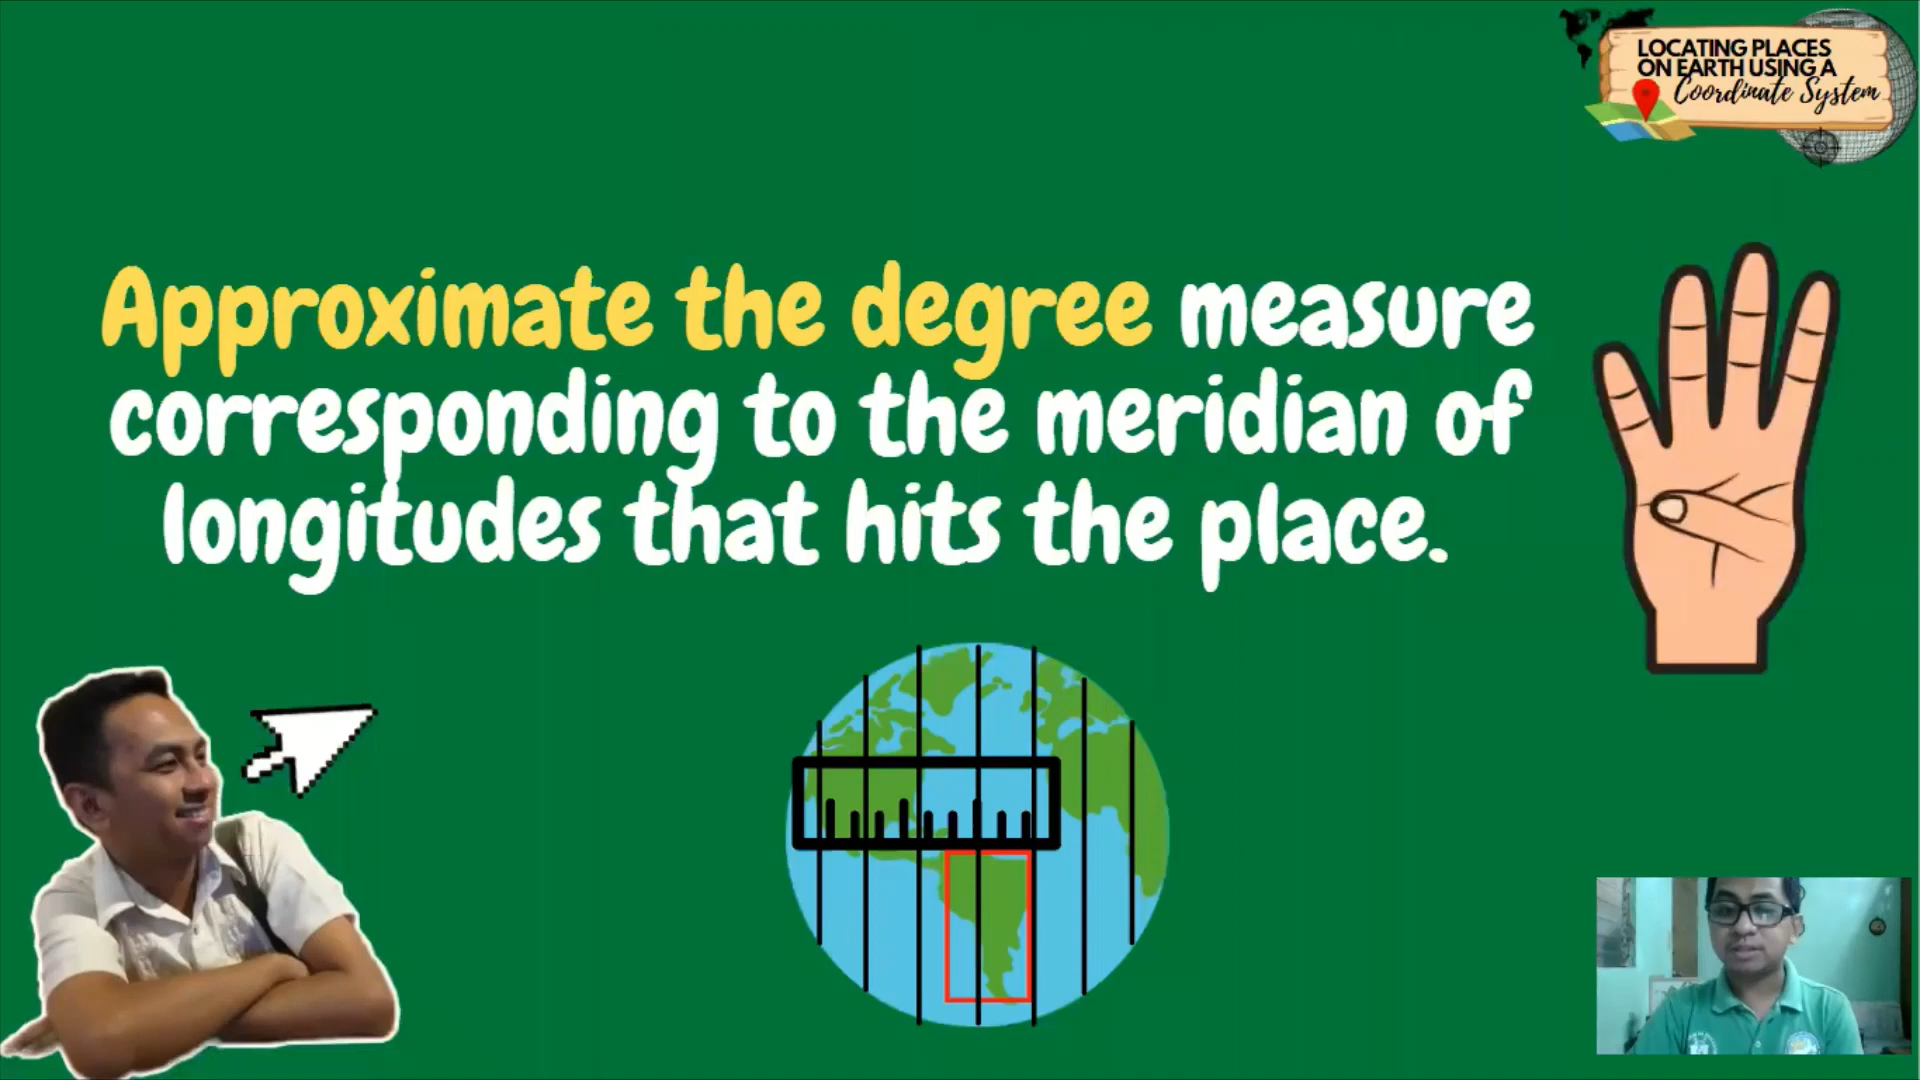 LOCATING PLACES
ON EARTH USING A
Coordinate System
Approximate the degree measure
corresponding to the meridian of
longitudes that hits the place.